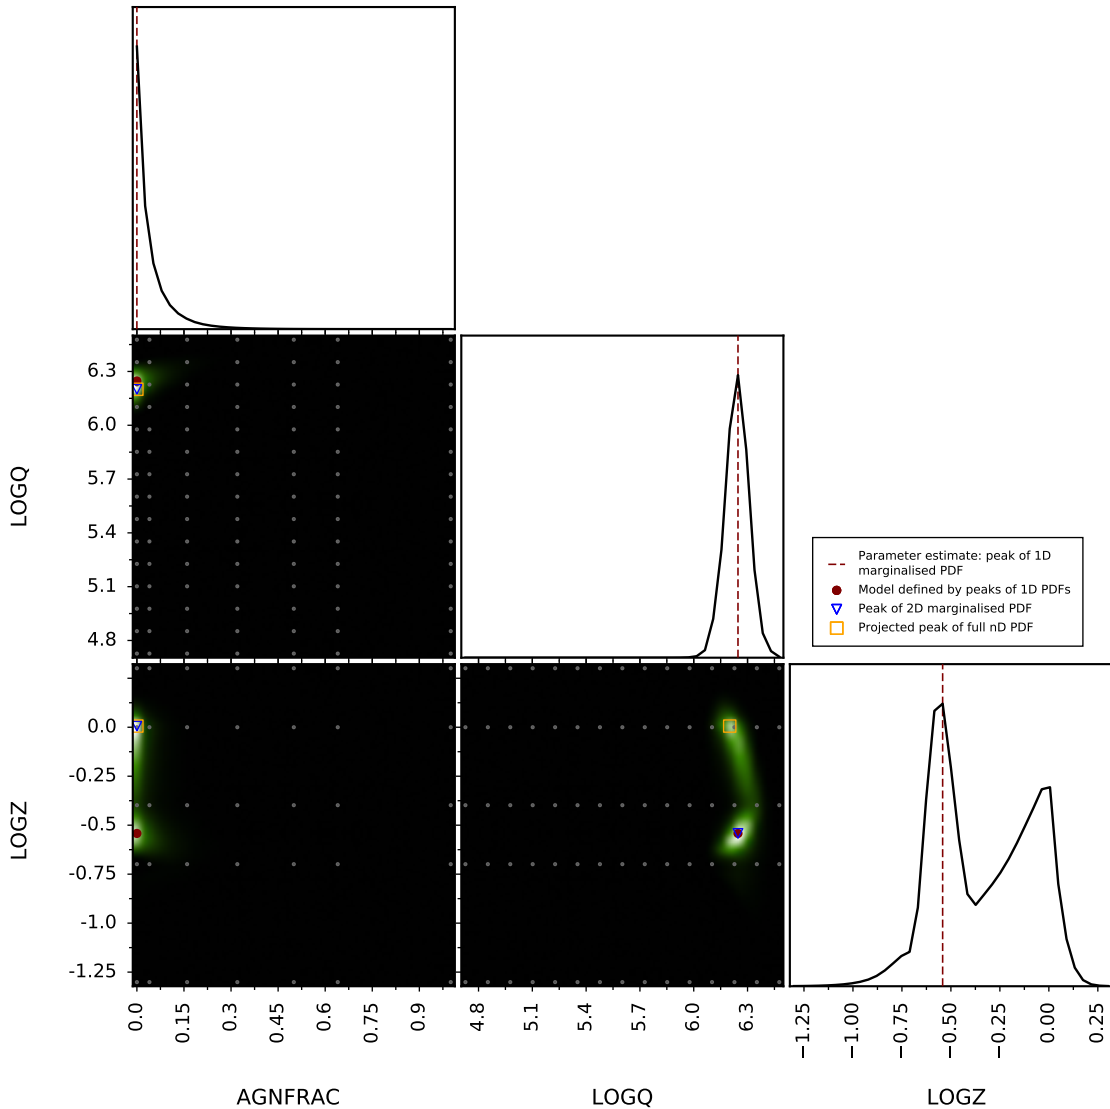 6.3
6.0
5.7
5.4
5.1
4.8
LOGQ
Parameter estimate: peak of 1D
marginalised PDF
Model defined by peaks of 1D PDFs
Peak of 2D marginalised PDF
Projected peak of full nD PDF
0.0
-0.25
-0.5
-0.75
-1.0
-1.25
LOGZ
0.0 0.15 0.3 0.45 0.6 0.75 0.9
4.8 5.1 5.4 5.7 6.0 6.3
−1.25 −1.00 −0.75 −0.50 −0.25 0.00 0.25
AGNFRAC LOGQ LOGZ